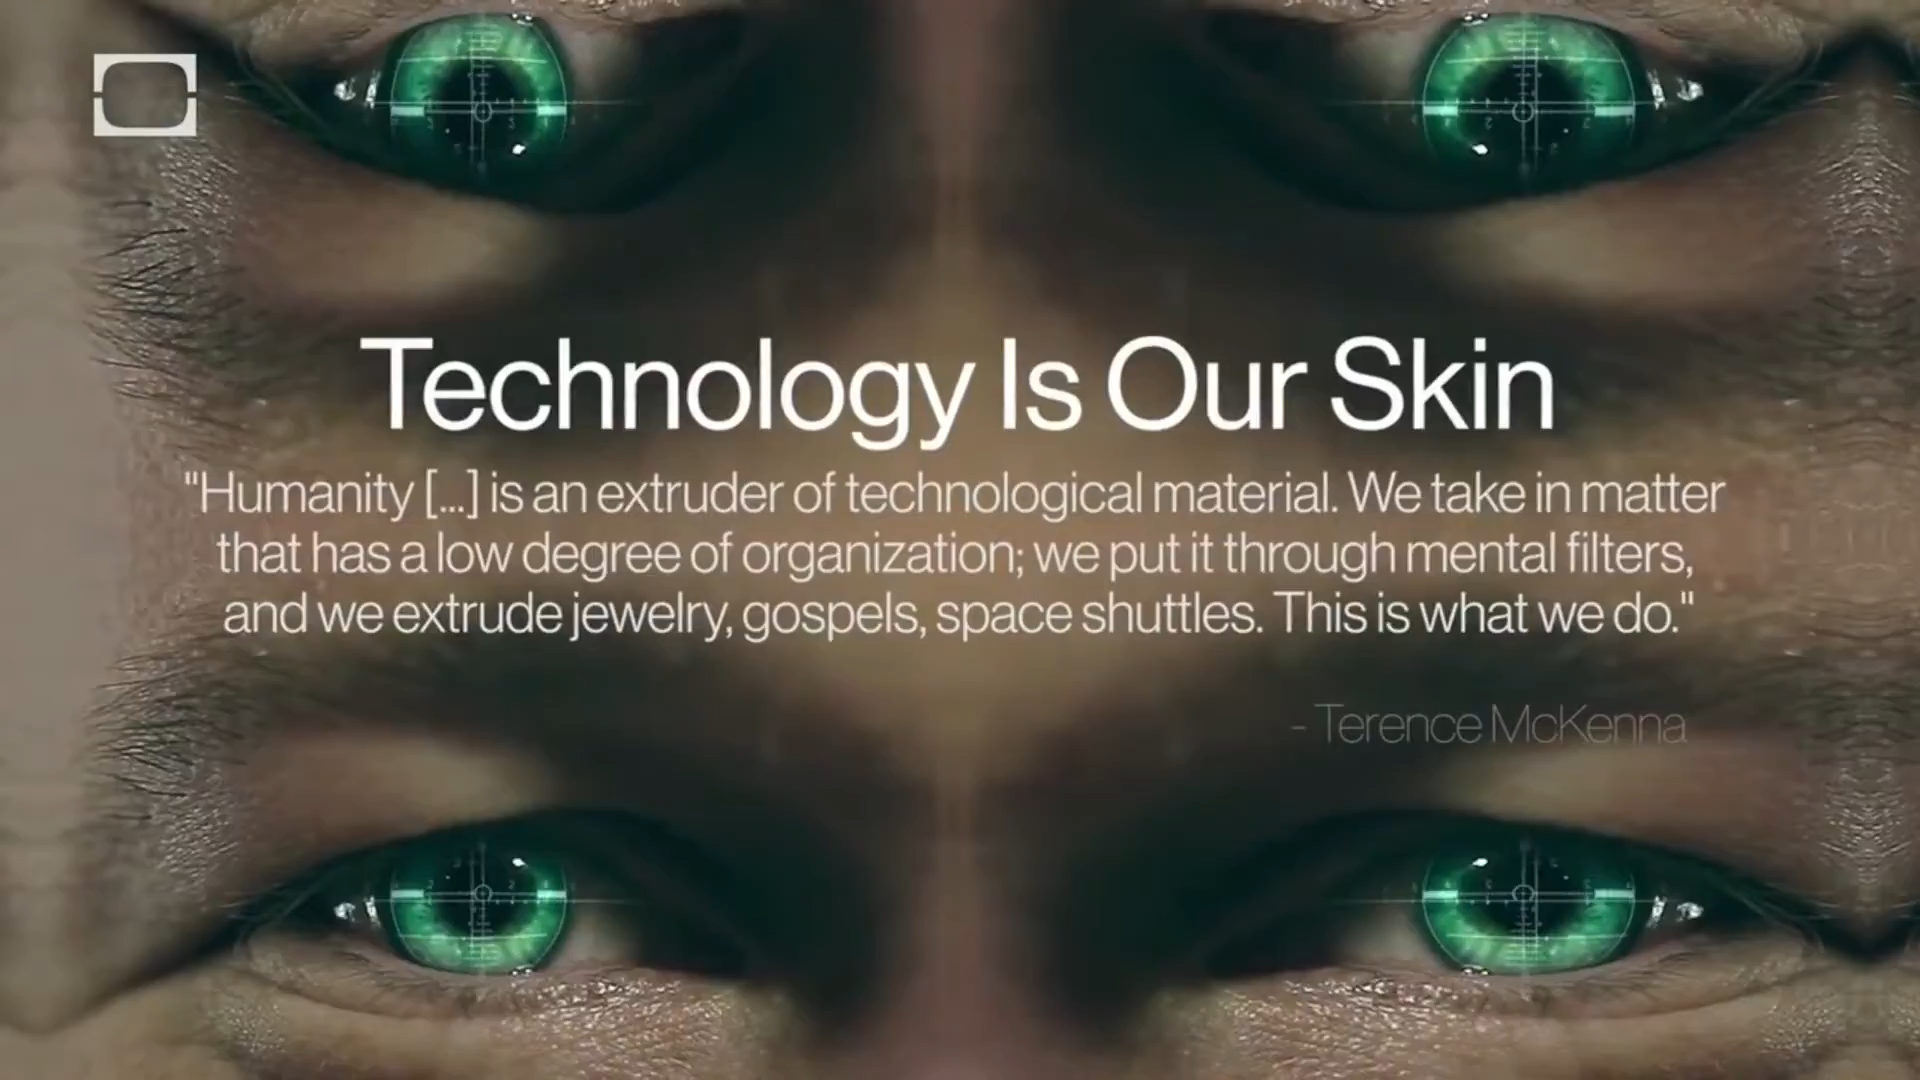 Technology Is Our Skin
"Humanity [...] is an extruder of technological material. We take in matter
that has a low degree of organization; we put it through mental filters,
and we extrude jewelry, gospels, space shuttles. This is what we do."
- Terence McKenna